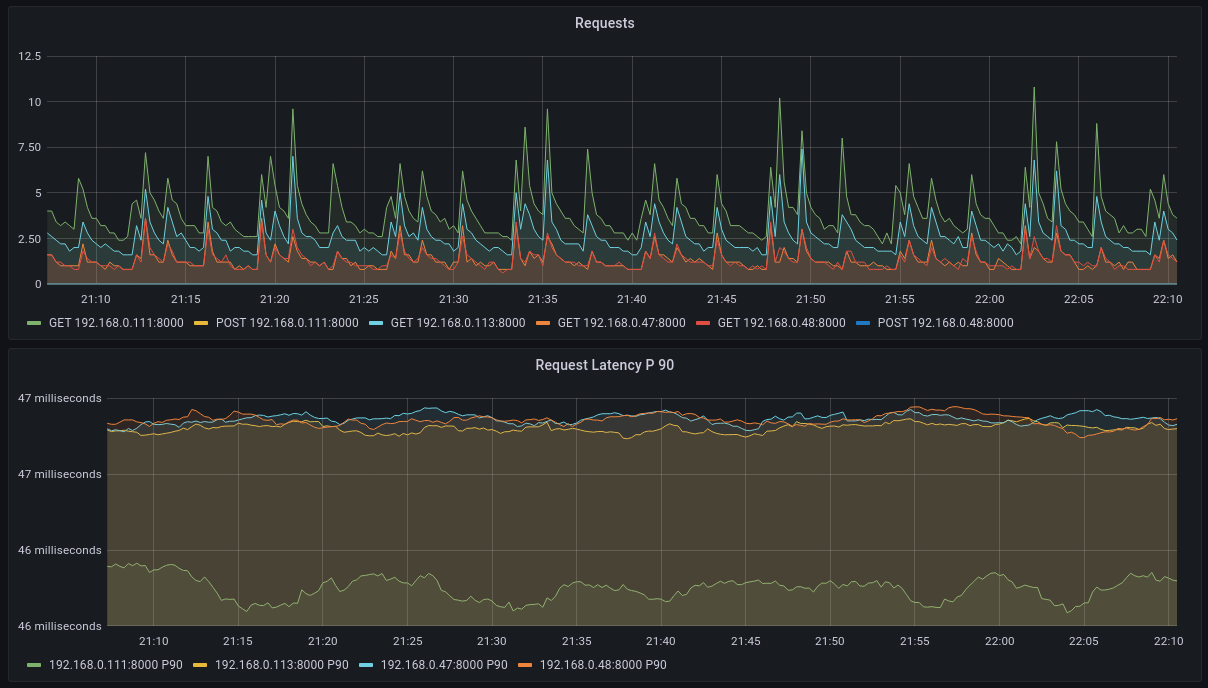 Requests
12.5
10
7.50
5
2.50
0
21:10 21:15 21:20 21:25 21:30 21:35 21:40 21:45 21:50 21:55 22:00 22:05 22:10
GET 192.168.0.111:8000 POST 192.168.0.111:8000 GET 192.168.0.113:8000 GET 192.168.0.47:8000 GET 192.168.0.48:8000 POST 192.168.0.48:8000
Request Latency P 90
47 milliseconds
47 milliseconds
46 milliseconds
46 milliseconds
21:10 21:15 21:20 21:25 21:30 21:35 21:40 21:45 21:50 21:55 22:00 22:05 22:10
192.168.0.111:8000 P90 192.168.0.113:8000 P90 192.168.0.47:8000 P90 192.168.0.48:8000 P90